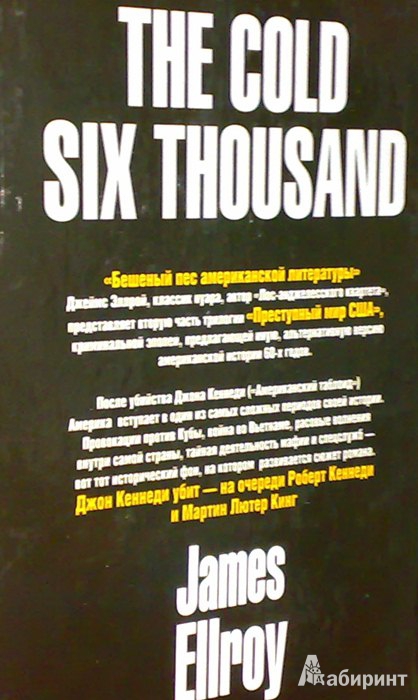 THE COLD
SIX THOUSAND
«Бешеный пес американской литературы»
Джеймс Эллрой, классик нуара, автор «Лос-анджелесского квартета»,
представляет вторую часть трилогии «Преступный мир США»,
криминальной эпопеи, предлагающей иную, альтернативную версию
американской истории 60-х годов.
После убийства Джона Кеннеди («Американский таблоид»)
Америка вступает в один из самых сложных периодов своей истории.
Провокации против Кубы, война во Вьетнаме, расовые волнения
внутри самой страны, тайная деятельность мафии и спецслужб —
вот тот исторический фон, на котором развивается сюжет романа.
Джон Кеннеди убит — на очереди Роберт Кеннеди
и Мартин Лютер Кинг
James
Ellroy
Лабиринт